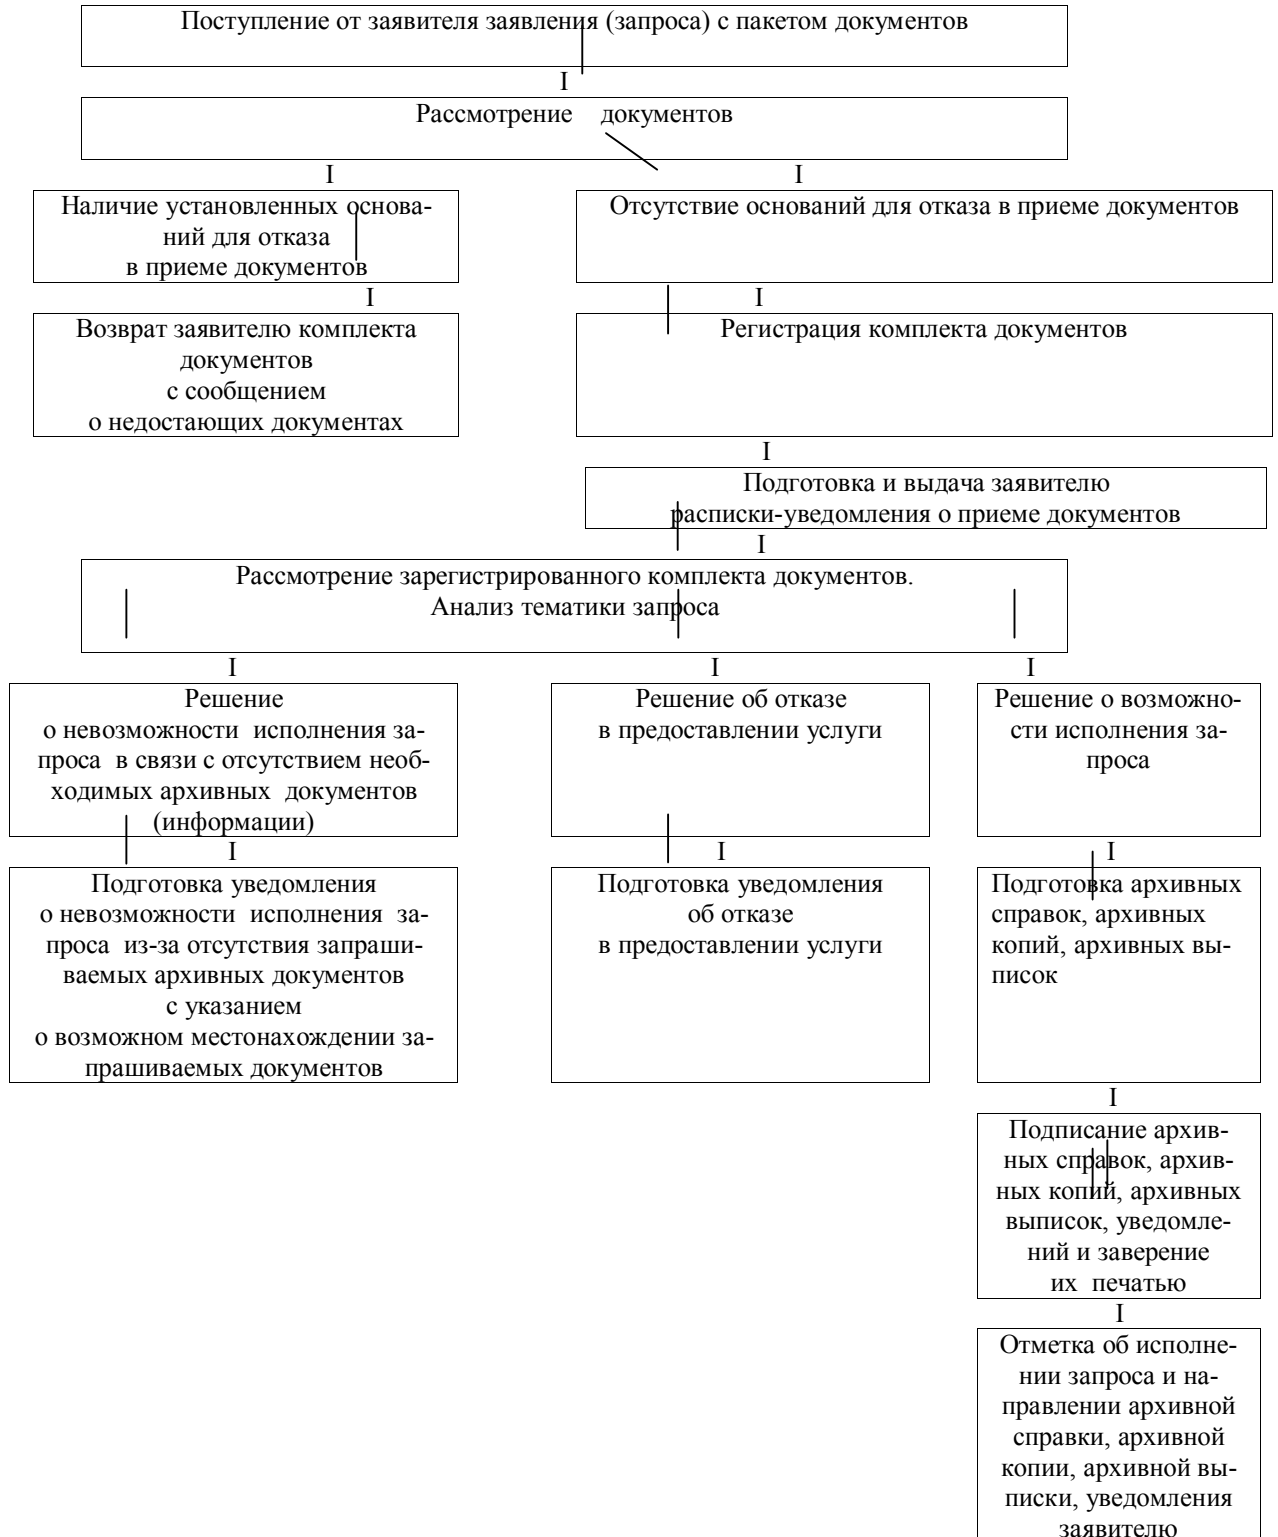 Поступление от заявителя заявления (запроса) с пакетом документов
I
Рассмотрение документов
I I
Наличие установленных основа-
ний для отказа
в приеме документов
Отсутствие оснований для отказа в приеме документов
I I
Возврат заявителю комплекта
документов
с сообщением
о недостающих документах
Регистрация комплекта документов
I
Подготовка и выдача заявителю
расписки-уведомления о приеме документов
I
Рассмотрение зарегистрированного комплекта документов.
Анализ тематики запроса
I I I
Решение
о невозможности исполнения за-
проса в связи с отсутствием необ-
ходимых архивных документов
(информации)
Решение об отказе
в предоставлении услуги
Решение о возможно-
сти исполнения за-
проса
I I I
Подготовка уведомления
о невозможности исполнения за-
проса из-за отсутствия запраши-
ваемых архивных документов
с указанием
о возможном местонахождении за-
прашиваемых документов
Подготовка уведомления
об отказе
в предоставлении услуги
Подготовка архивных
справок, архивных
копий, архивных вы-
писок
I
Подписание архив-
ных справок, архив-
ных копий, архивных
выписок, уведомле-
ний и заверение
их печатью
I
Отметка об исполне-
нии запроса и на-
правлении архивной
справки, архивной
копии, архивной вы-
писки, уведомления
заявителю